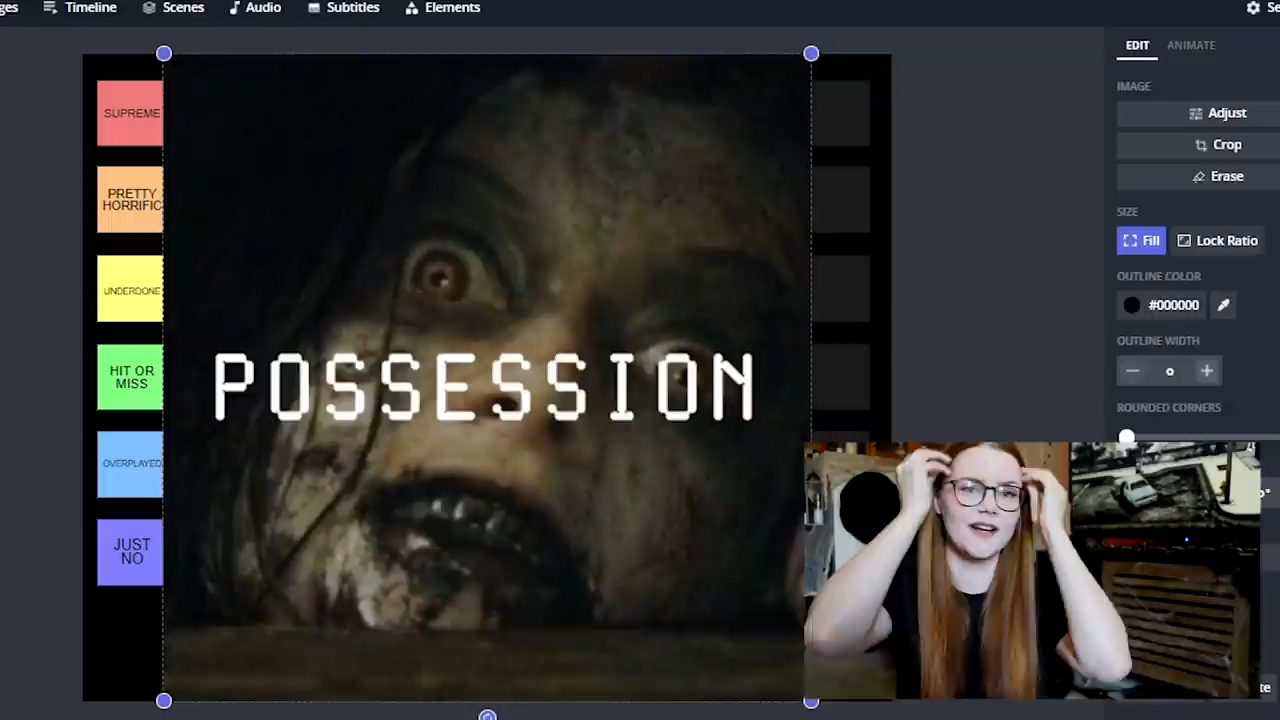 Timeline
Scenes
Audio
Subtitles
Elements
EDIT
ANIMATE
IMAGE
Adjust
Crop
Erase
SIZE
Fill
Lock Ratio
OUTLINE COLOR
#000000
OUTLINE WIDTH
0
ROUNDED CORNERS
SUPREME
PRETTY
HORRIFIC
UNDERDONE
HIT OR
MISS
OVERPLAYED
JUST
NO
POSSESSION